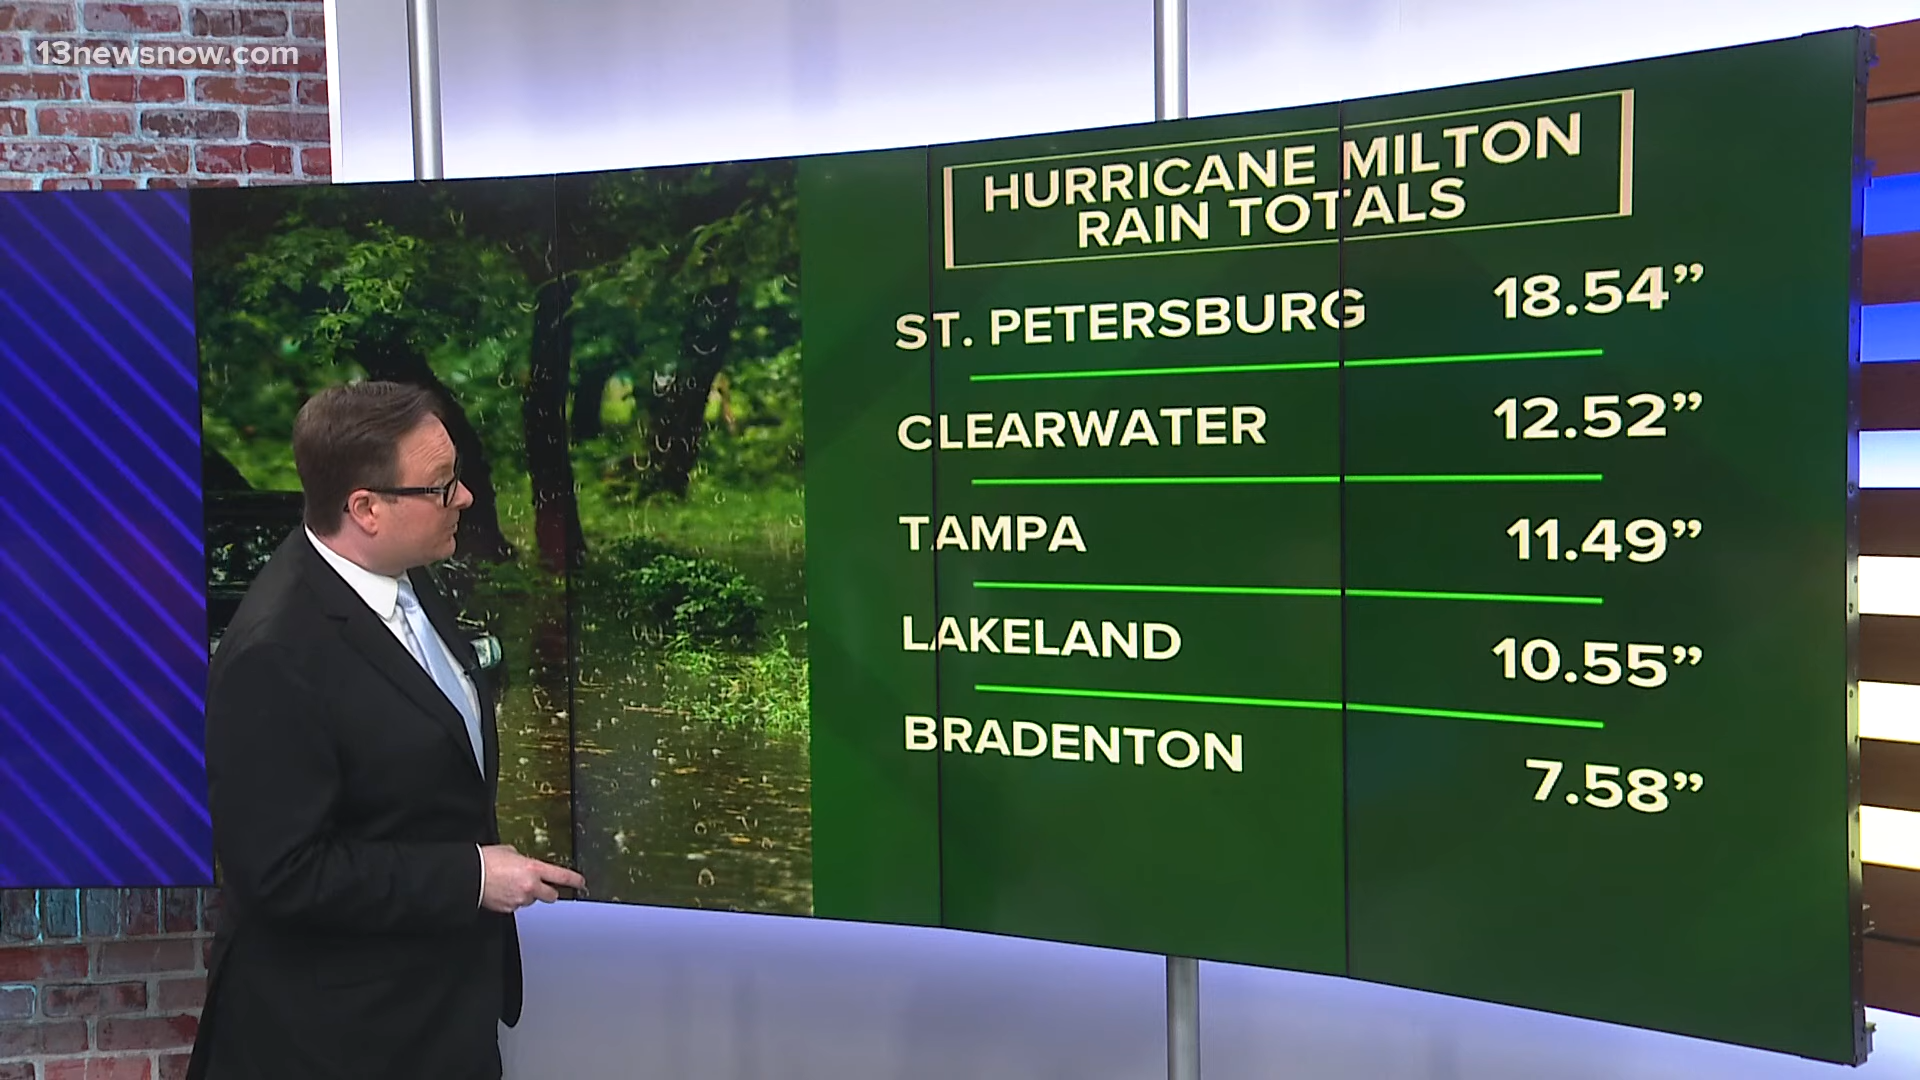 13newsnow.com
HURRICANE MILTON
RAIN TOTALS
ST. PETERSBURG 18.54”
CLEARWATER 12.52”
TAMPA 11.49”
LAKELAND 10.55”
BRADENTON 7.58”